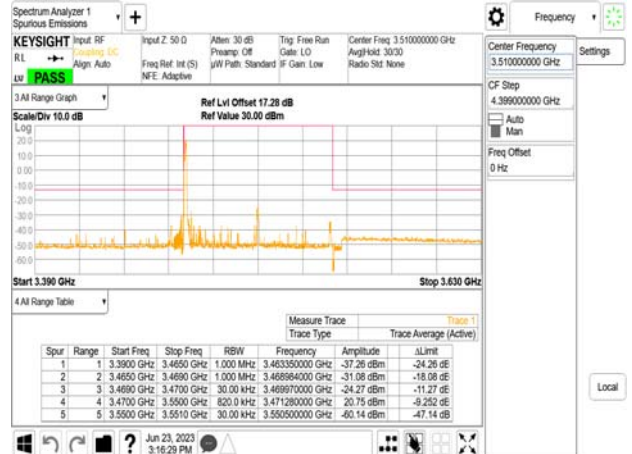 Spectrum Analyzer 1
Spurious Emissions
+
Frequency
KEYSIGHT
RL
PASS
Input: RF
Coupling: DC
Align: Auto
Input Z: 50 Ω
Freq Ref: Int (S)
NFE: Adaptive
Atten: 30 dB
Preamp: Off
µW Path: Standard
Trig: Free Run
Gate: LO
IF Gain: Low
Center Freq: 3.510000000 GHz
Avg|Hold: 30/30
Radio Std: None
Center Frequency
3.510000000 GHz
Settings
CF Step
4.399000000 GHz
Auto
Man
Freq Offset
0 Hz
3 All Range Graph
Scale/Div 10.0 dB
Ref Lvl Offset 17.28 dB
Ref Value 30.00 dBm
Log
20.0
10.0
0.00
-10.0
-20.0
-30.0
-40.0
-50.0
-60.0
Start 3.390 GHz
Stop 3.630 GHz
4 All Range Table
Measure Trace Trace 1
Trace Type Trace Average (Active)
Spur Range Start Freq Stop Freq RBW Frequency Amplitude ΔLimit
1 1 3.3900 GHz 3.4650 GHz 1.000 MHz 3.463350000 GHz -37.26 dBm -24.26 dB
2 2 3.4650 GHz 3.4690 GHz 1.000 MHz 3.468984000 GHz -31.08 dBm -18.08 dB
3 3 3.4690 GHz 3.4700 GHz 30.00 kHz 3.469970000 GHz -24.27 dBm -11.27 dB
4 4 3.4700 GHz 3.5500 GHz 820.0 kHz 3.471280000 GHz 20.75 dBm -9.252 dB
5 5 3.5500 GHz 3.5510 GHz 30.00 kHz 3.550500000 GHz -60.14 dBm -47.14 dB
Local
?
Jun 23, 2023
3:16:29 PM